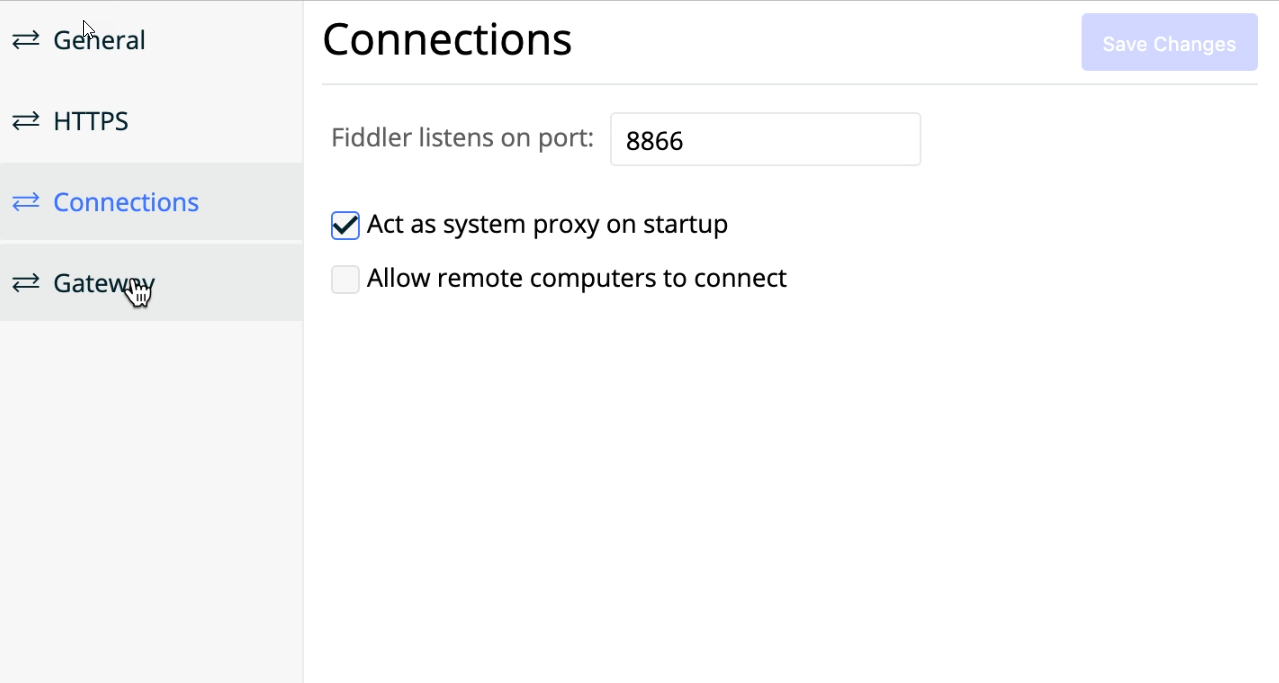 General
HTTPS
Connections
Gateway
Connections
Save Changes
Fiddler listens on port: 8866
Act as system proxy on startup
Allow remote computers to connect